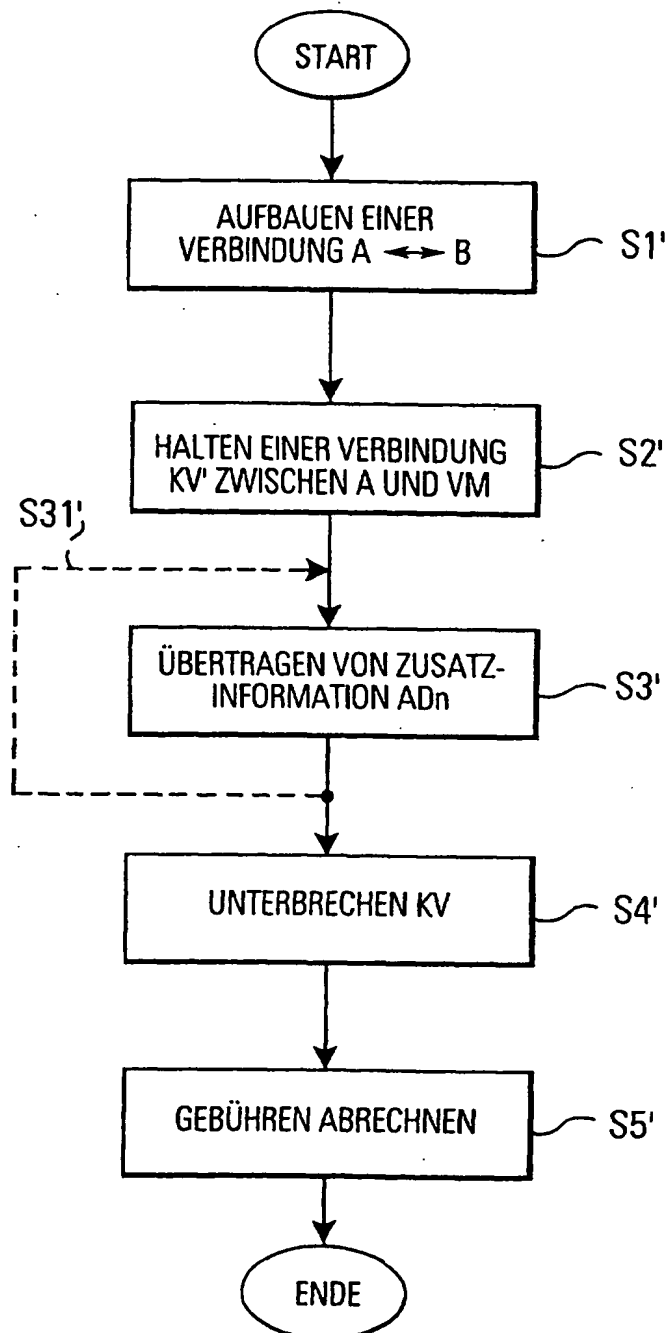 START
AUFBAUEN EINER
VERBINDUNG A ↔ B
S1'
HALTEN EINER VERBINDUNG
KV' ZWISCHEN A UND VM
S2'
S31'
ÜBERTRAGEN VON ZUSATZ-
INFORMATION ADn
S3'
UNTERBRECHEN KV
S4'
GEBÜHREN ABRECHNEN
S5'
ENDE